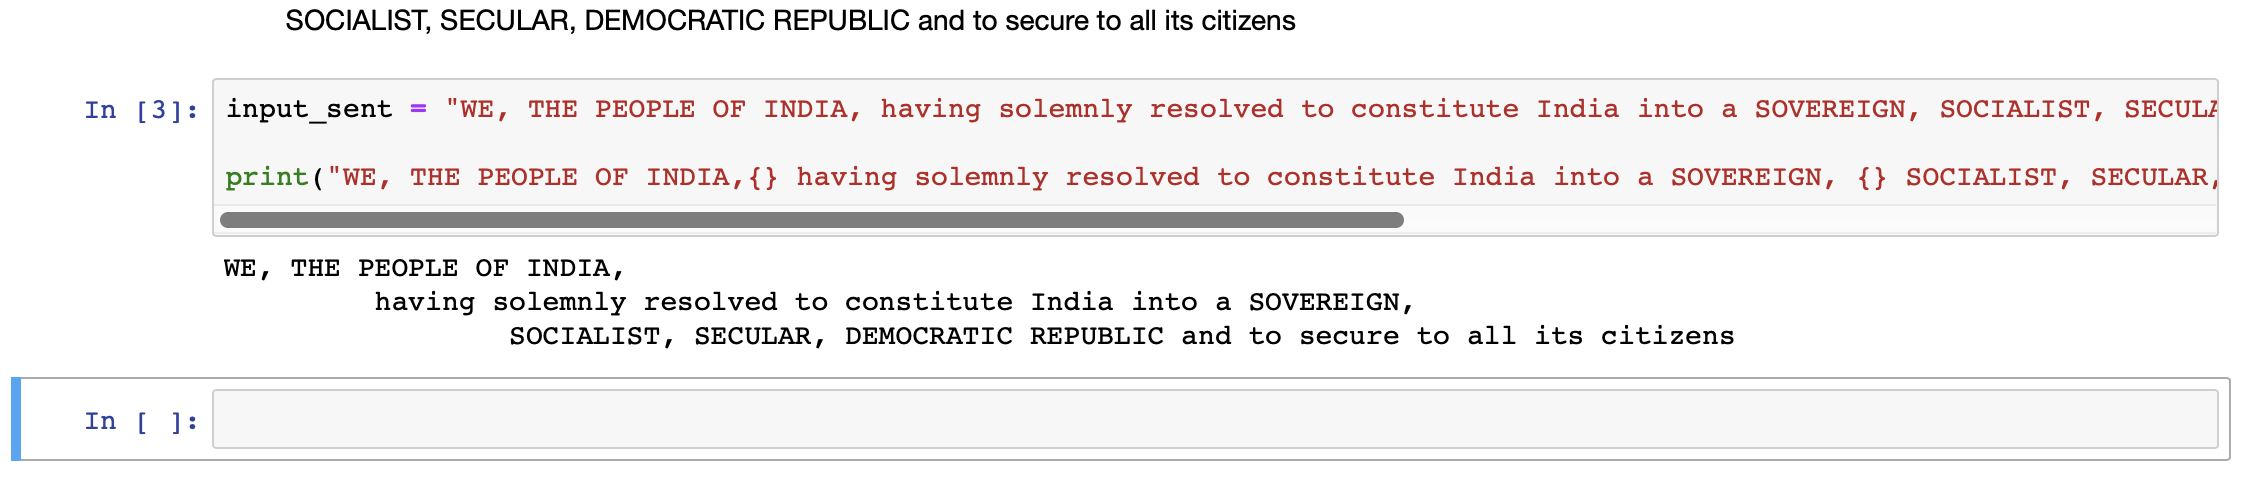 SOCIALIST, SECULAR, DEMOCRATIC REPUBLIC and to secure to all its citizens
In [3]: input_sent = "WE, THE PEOPLE OF INDIA, having solemnly resolved to constitute India into a SOVEREIGN, SOCIALIST, SECULA
print("WE, THE PEOPLE OF INDIA,{} having solemnly resolved to constitute India into a SOVEREIGN, {} SOCIALIST, SECULAR,
WE, THE PEOPLE OF INDIA,
having solemnly resolved to constitute India into a SOVEREIGN,
SOCIALIST, SECULAR, DEMOCRATIC REPUBLIC and to secure to all its citizens
In [ ]: